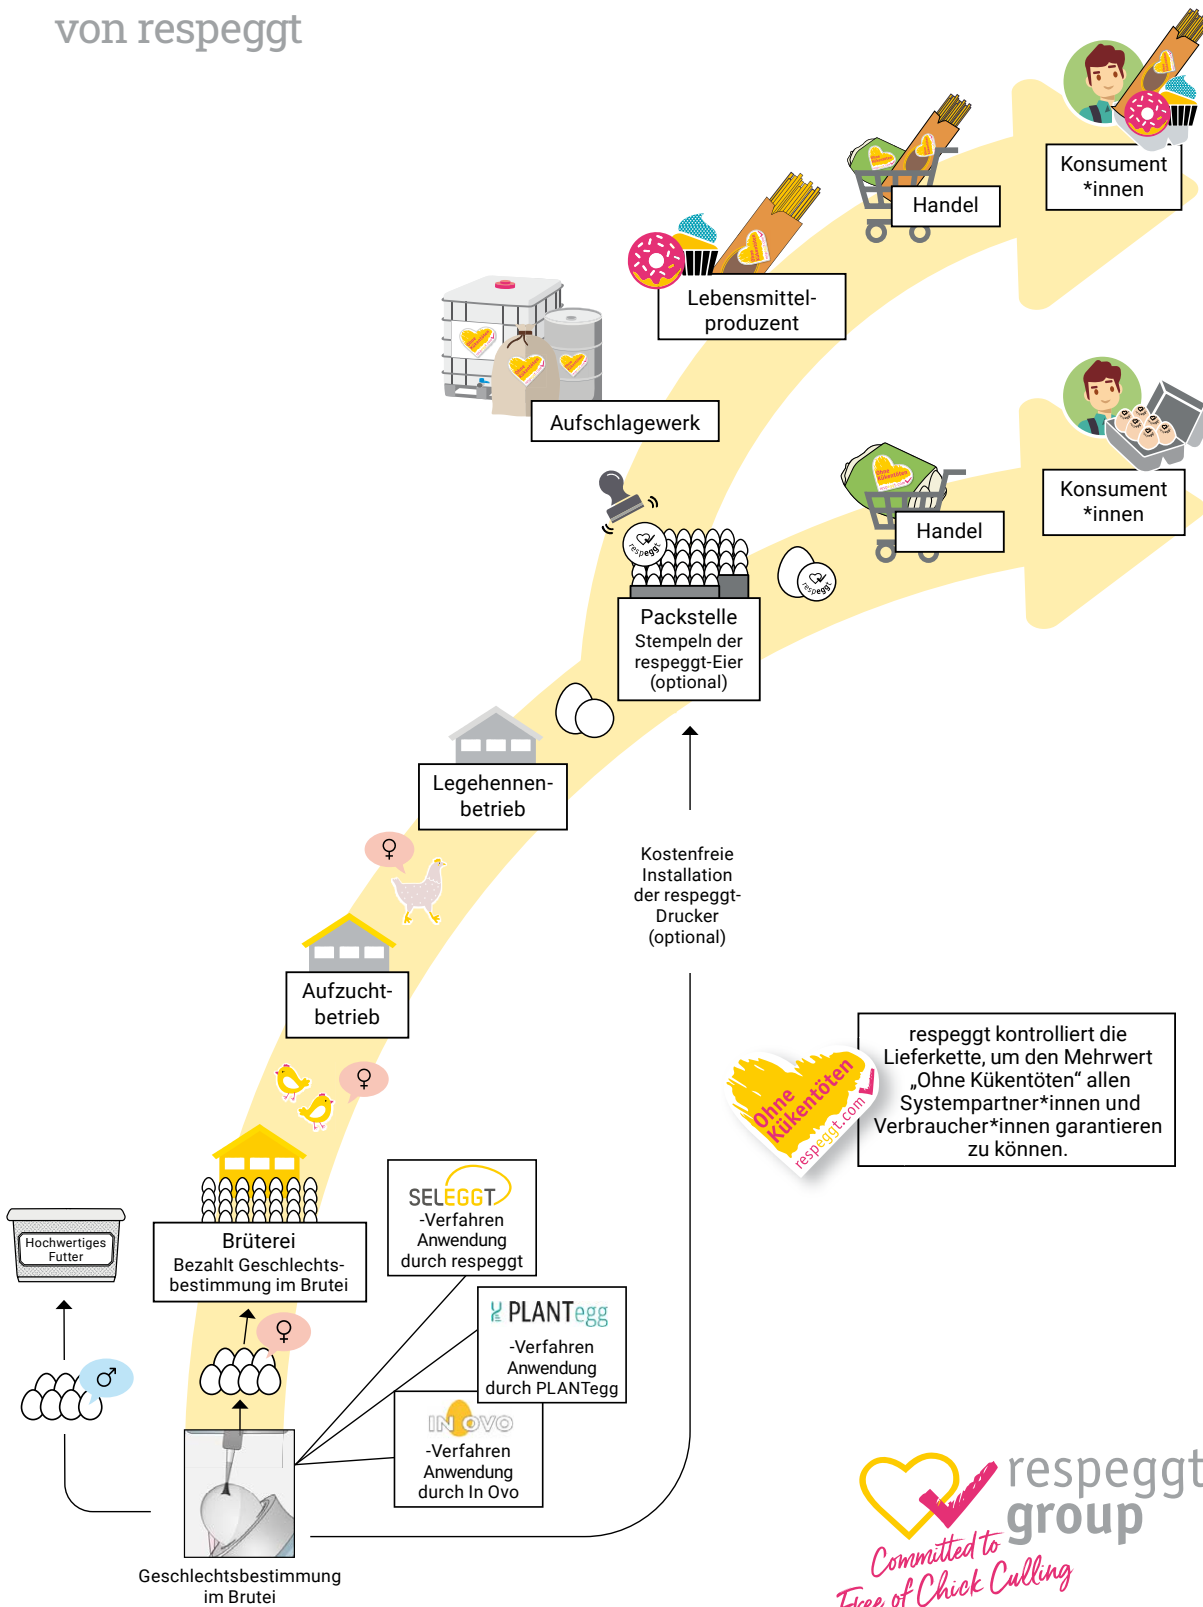 von respeggt
Konsument
*innen
Handel
Lebensmittel-
produzent
Aufschlagewerk
Konsument
*innen
Handel
Ohne
Kükentöten
respeggt
respeggt
Packstelle
Stempeln der
respeggt-Eier
(optional)
Legehennen-
betrieb
Kostenfreie
Installation
der respeggt-
Drucker
(optional)
Aufzucht-
betrieb
respeggt kontrolliert die
Lieferkette, um den Mehrwert
„Ohne Kükentöten“ allen
Systempartner*innen und
Verbraucher*innen garantieren
zu können.
Ohne
Kükentöten
respeggt.com
SELEGGT
-Verfahren
Anwendung
durch respeggt
Hochwertiges
Futter
Brüterei
Bezahlt Geschlechts-
bestimmung im Brutei
PLANTegg
-Verfahren
Anwendung
durch PLANTegg
IN OVO
-Verfahren
Anwendung
durch In Ovo
Geschlechtsbestimmung
im Brutei
respeggt
group
Committed to
Free of Chick Culling